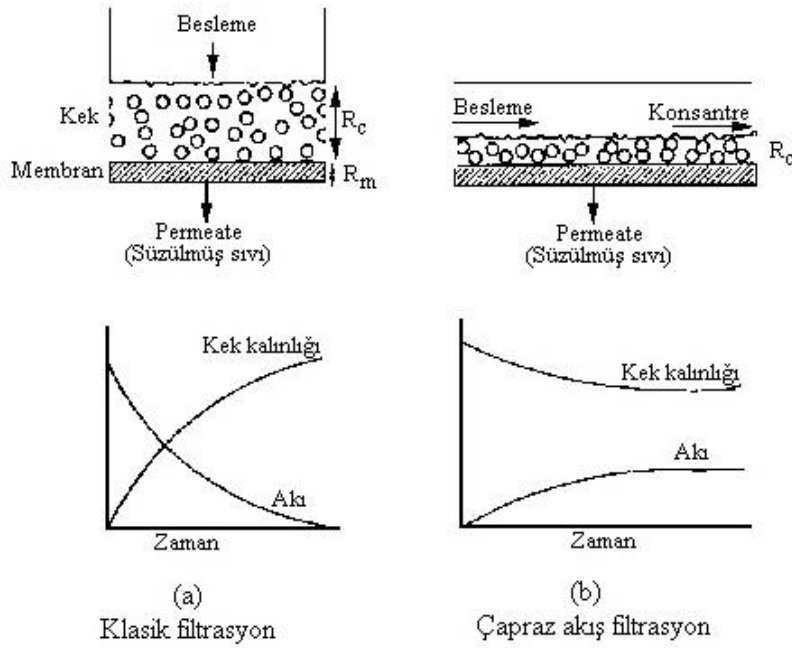 Besleme
Kek
R_c
Membran
R_m
Permeate
(Süzülmüş sıvı)
Besleme
Konsantre
R_c
Permeate
(Süzülmüş sıvı)
Kek kalınlığı
Akı
Zaman
(a)
Klasik filtrasyon
Kek kalınlığı
Akı
Zaman
(b)
Çapraz akış filtrasyon